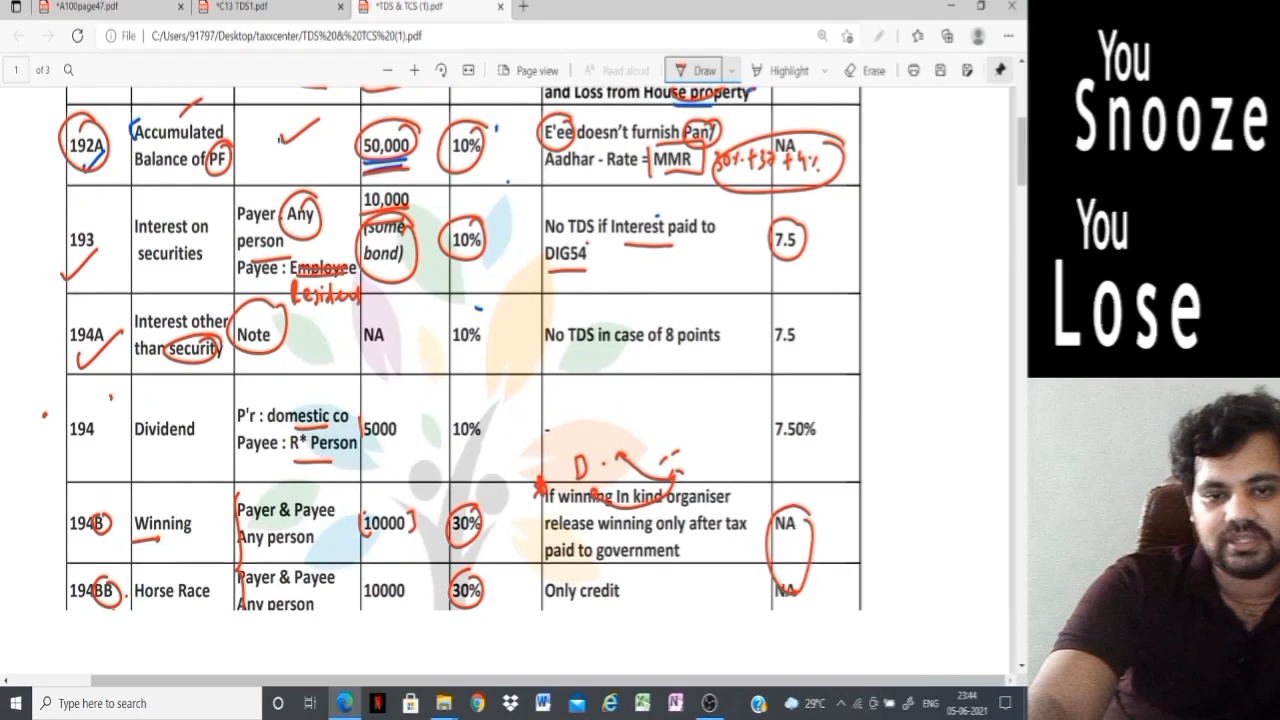 *A100page47.pdf
*C13 TDS1.pdf
*TDS & TCS (1).pdf
File
C:/Users/91797/Desktop/taxxcenter/TDS%20&%20TCS%20(1).pdf
1 of 3
Page view
Read aloud
Draw
Highlight
Erase
and Loss from House property
192A
Accumulated
Balance of PF
"
50,000
10%
E'ee doesn't furnish Pan/
Aadhar - Rate = MMR
30%+37+4%
NA
193
Interest on
securities
Payer : Any
person
Payee : Employee
Resident
10,000
(some
bond)
10%
No TDS if Interest paid to
DIG54
7.5
194A
Interest other
than security
Note
NA
10%
No TDS in case of 8 points
7.5
194
Dividend
P'r : domestic co
Payee : R* Person
5000
10%
-
7.50%
D
194B
Winning
Payer & Payee
Any person
10000
30%
If winning In kind organiser
release winning only after tax
paid to government
NA
194BB
Horse Race
Payer & Payee
Any person
10000
30%
Only credit
NA
You
Snooze
You
Lose
Type here to search
29°C
ENG
23:44
05-06-2021